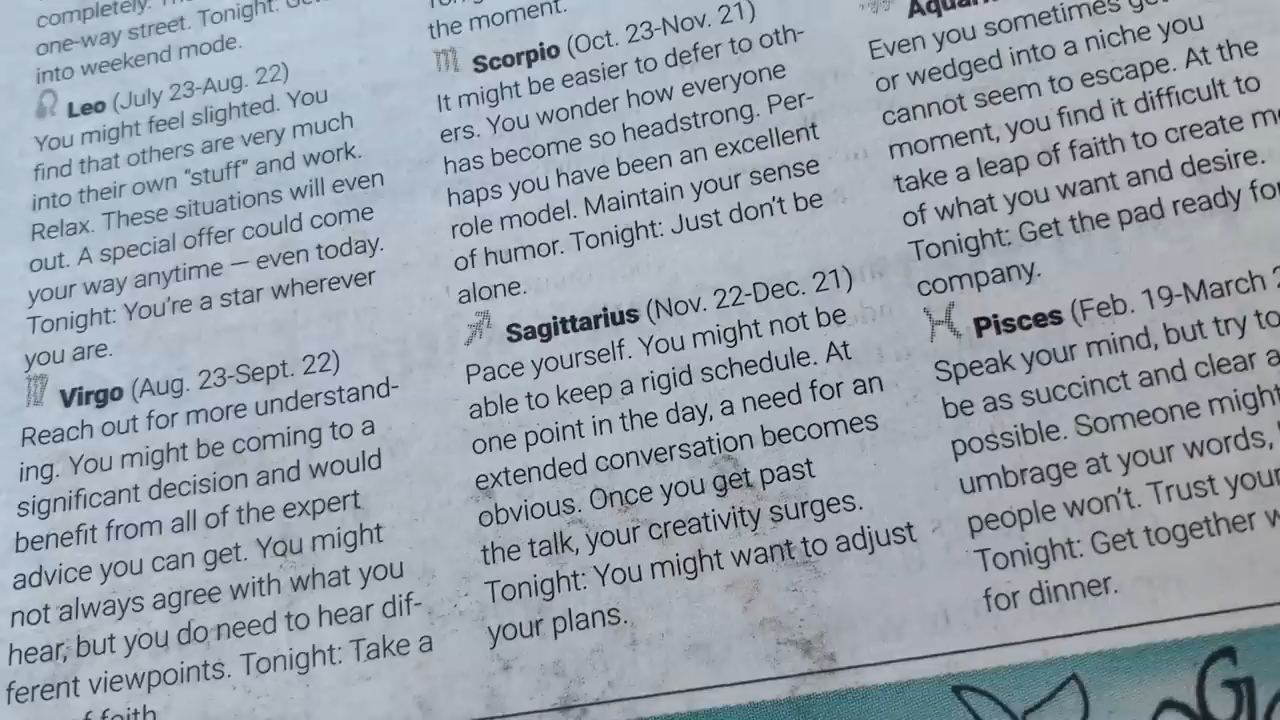 completely.
one-way street. Tonight:
into weekend mode.
Leo (July 23-Aug. 22)
You might feel slighted. You
find that others are very much
into their own “stuff” and work.
Relax. These situations will even
out. A special offer could come
your way anytime — even today.
Tonight: You’re a star wherever
you are.
Virgo (Aug. 23-Sept. 22)
Reach out for more understand-
ing. You might be coming to a
significant decision and would
benefit from all of the expert
advice you can get. You might
not always agree with what you
hear, but you do need to hear dif-
ferent viewpoints. Tonight: Take a
faith
the moment.
Scorpio (Oct. 23-Nov. 21)
It might be easier to defer to oth-
ers. You wonder how everyone
has become so headstrong. Per-
haps you have been an excellent
role model. Maintain your sense
of humor. Tonight: Just don’t be
alone.
Sagittarius (Nov. 22-Dec. 21)
Pace yourself. You might not be
able to keep a rigid schedule. At
one point in the day, a need for an
extended conversation becomes
obvious. Once you get past
the talk, your creativity surges.
Tonight: You might want to adjust
your plans.
Even you sometimes
or wedged into a niche you
cannot seem to escape. At the
moment, you find it difficult to
take a leap of faith to create
of what you want and desire.
Tonight: Get the pad ready for
company.
Pisces (Feb. 19-March
Speak your mind, but try to
be as succinct and clear
possible. Someone might
umbrage at your words,
people won’t. Trust your
Tonight: Get together
for dinner.